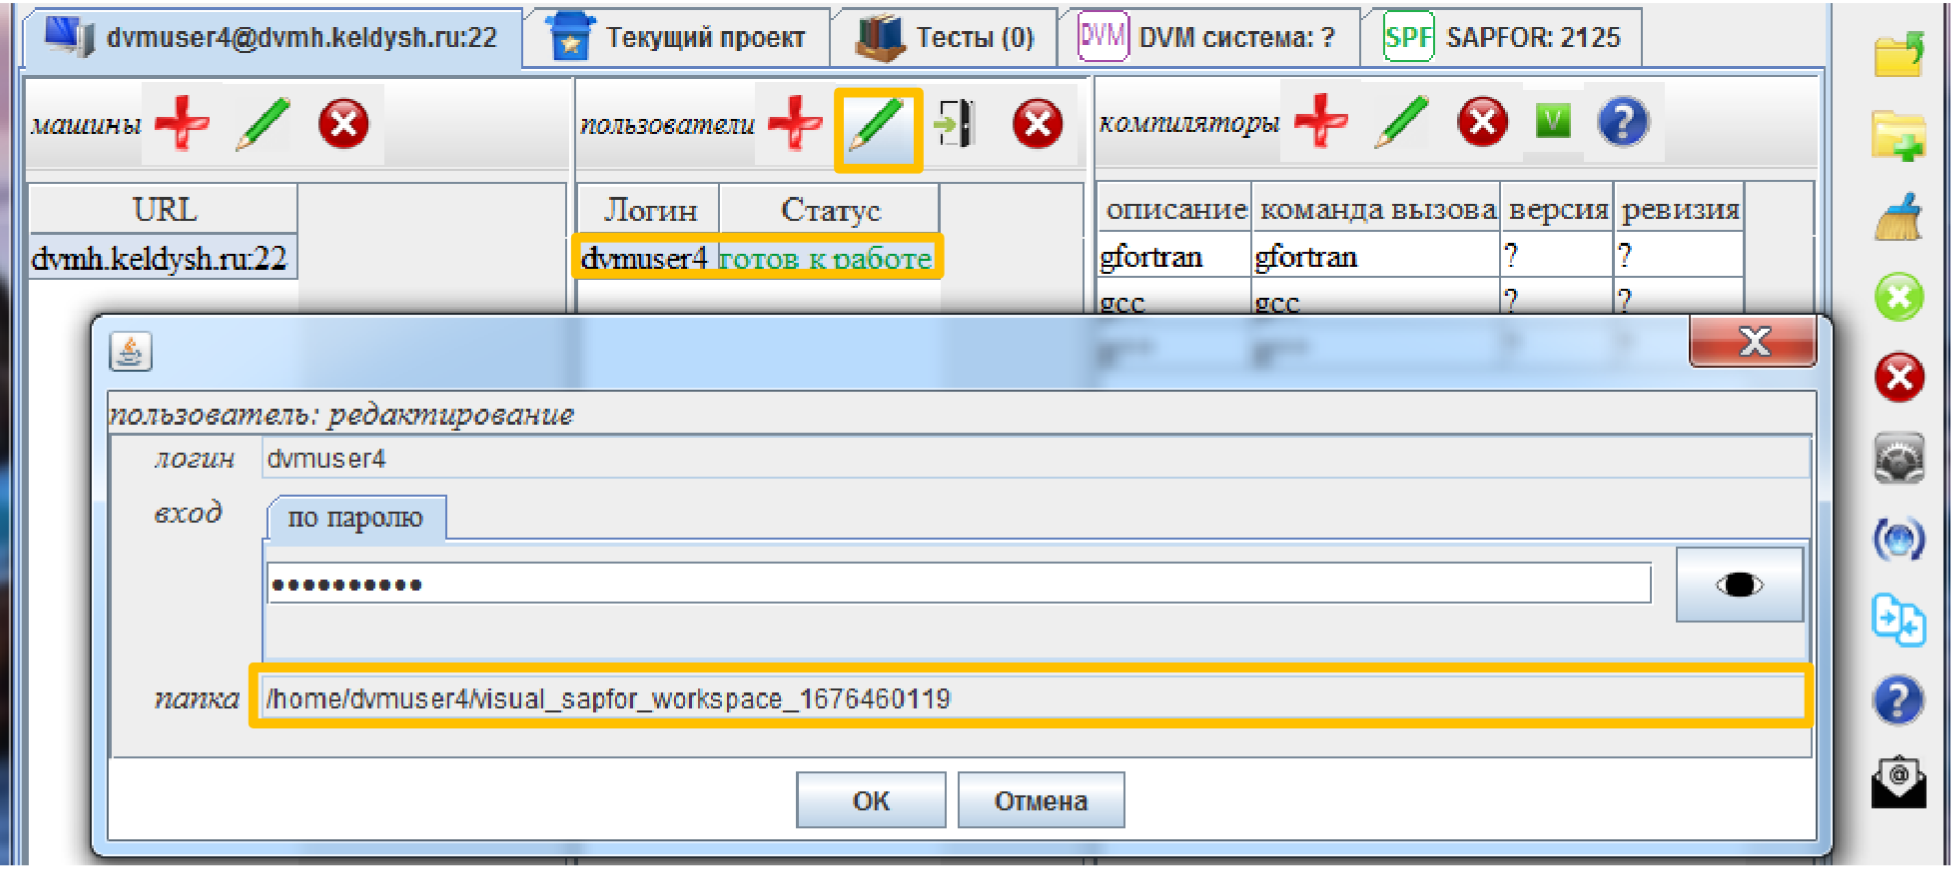 dvmuser4@dvmh.keldysh.ru:22 Текущий проект Тесты (0) DVM DVM система: ? SPF SAPFOR: 2125
машины пользователи компиляторы V ?
URL Логин Статус описание команда вызова версия ревизия
dvmh.keldysh.ru:22 dvmuser4 готов к работе gfortran gfortran ? ?
gcc gcc ? ?
пользователь: редактирование
логин dvmuser4
вход по паролю
••••••••••
папка /home/dvmuser4/visual_sapfor_workspace_1676460119
ОК Отмена